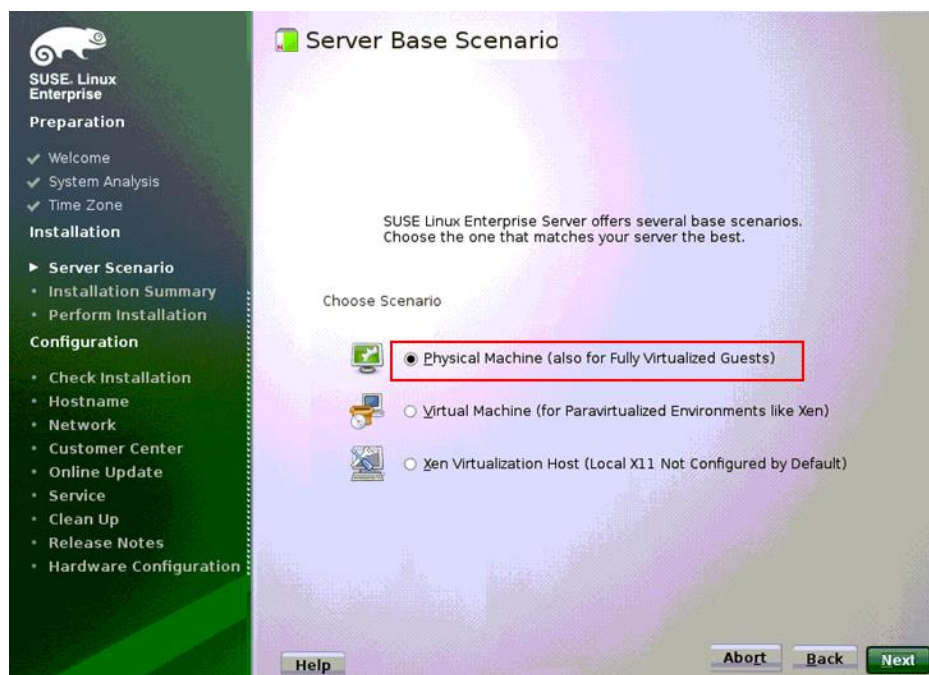 SUSE. Linux
Enterprise
Preparation
Welcome
System Analysis
Time Zone
Installation
Server Scenario
Installation Summary
Perform Installation
Configuration
Check Installation
Hostname
Network
Customer Center
Online Update
Service
Clean Up
Release Notes
Hardware Configuration
Server Base Scenario
SUSE Linux Enterprise Server offers several base scenarios.
Choose the one that matches your server the best.
Choose Scenario
Physical Machine (also for Fully Virtualized Guests)
Virtual Machine (for Paravirtualized Environments like Xen)
Xen Virtualization Host (Local X11 Not Configured by Default)
Help
Abort
Back
Next